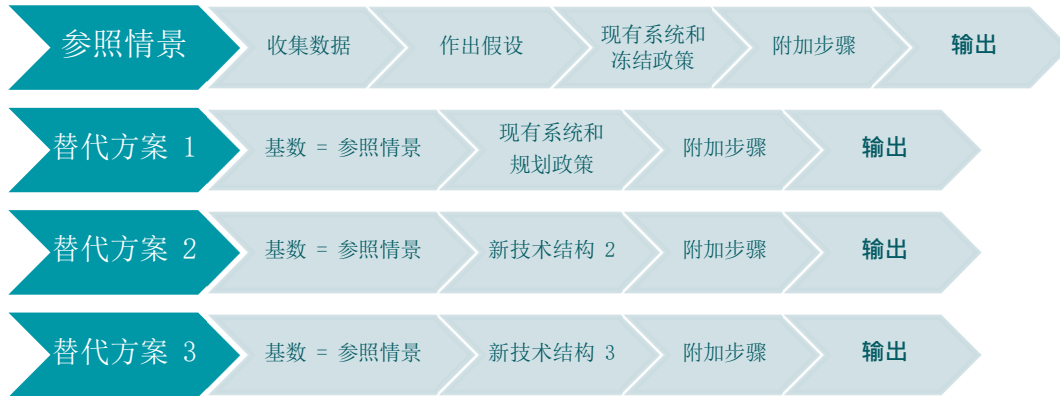 参照情景
收集数据
作出假设
现有系统和
冻结政策
附加步骤
输出
替代方案 1
基数 = 参照情景
现有系统和
规划政策
附加步骤
输出
替代方案 2
基数 = 参照情景
新技术结构 2
附加步骤
输出
替代方案 3
基数 = 参照情景
新技术结构 3
附加步骤
输出